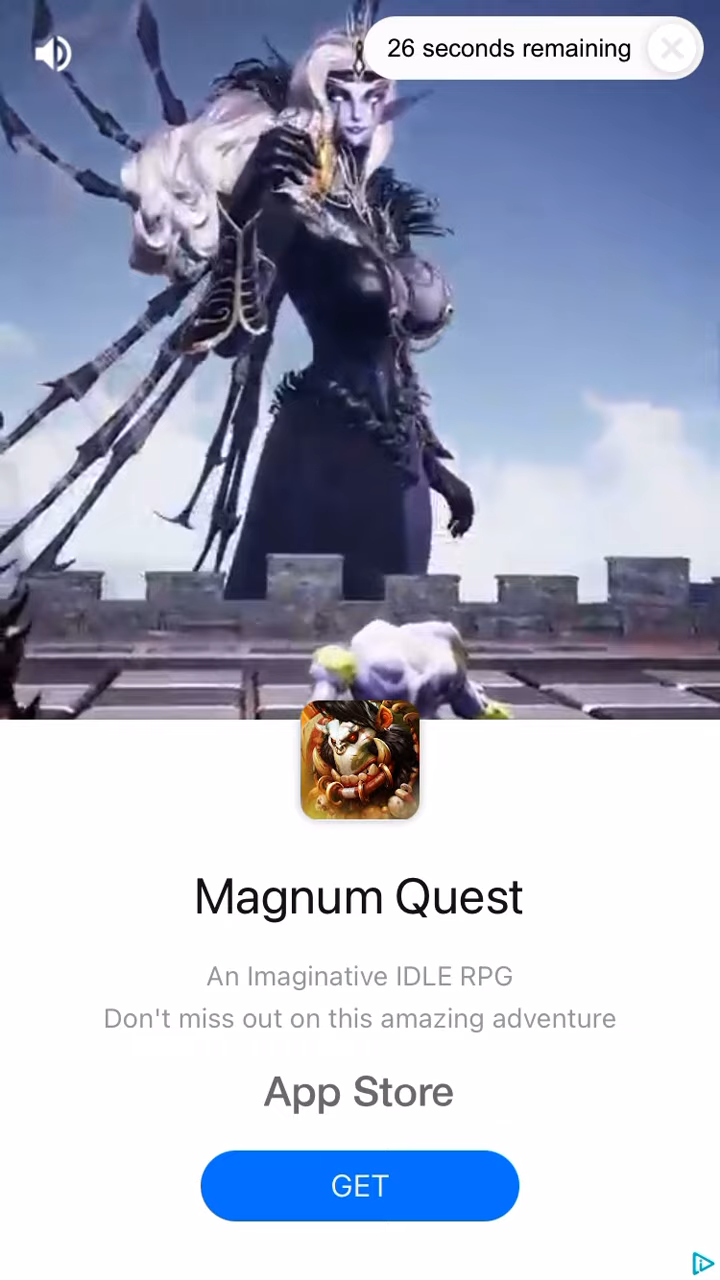 26 seconds remaining
Magnum Quest
An Imaginative IDLE RPG
Don't miss out on this amazing adventure
App Store
GET